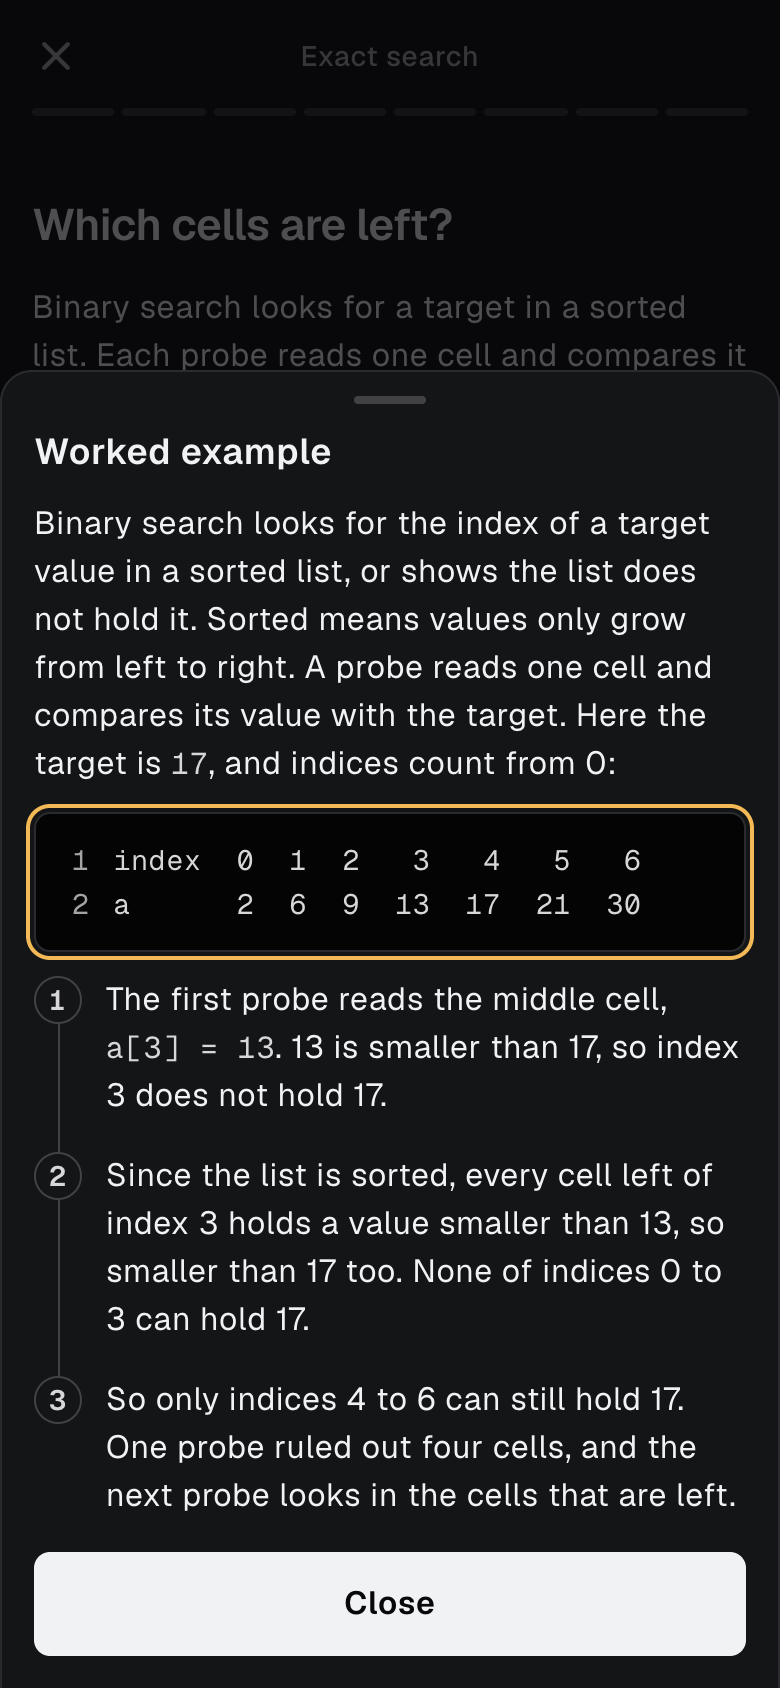 Exact search
Which cells are left?
Binary search looks for a target in a sorted
list. Each probe reads one cell and compares it
Worked example
Binary search looks for the index of a target
value in a sorted list, or shows the list does
not hold it. Sorted means values only grow
from left to right. A probe reads one cell and
compares its value with the target. Here the
target is 17, and indices count from 0:
1 index 0 1 2 3 4 5 6
2 a 2 6 9 13 17 21 30
1 The first probe reads the middle cell,
a[3] = 13. 13 is smaller than 17, so index
3 does not hold 17.
2 Since the list is sorted, every cell left of
index 3 holds a value smaller than 13, so
smaller than 17 too. None of indices 0 to
3 can hold 17.
3 So only indices 4 to 6 can still hold 17.
One probe ruled out four cells, and the
next probe looks in the cells that are left.
Close